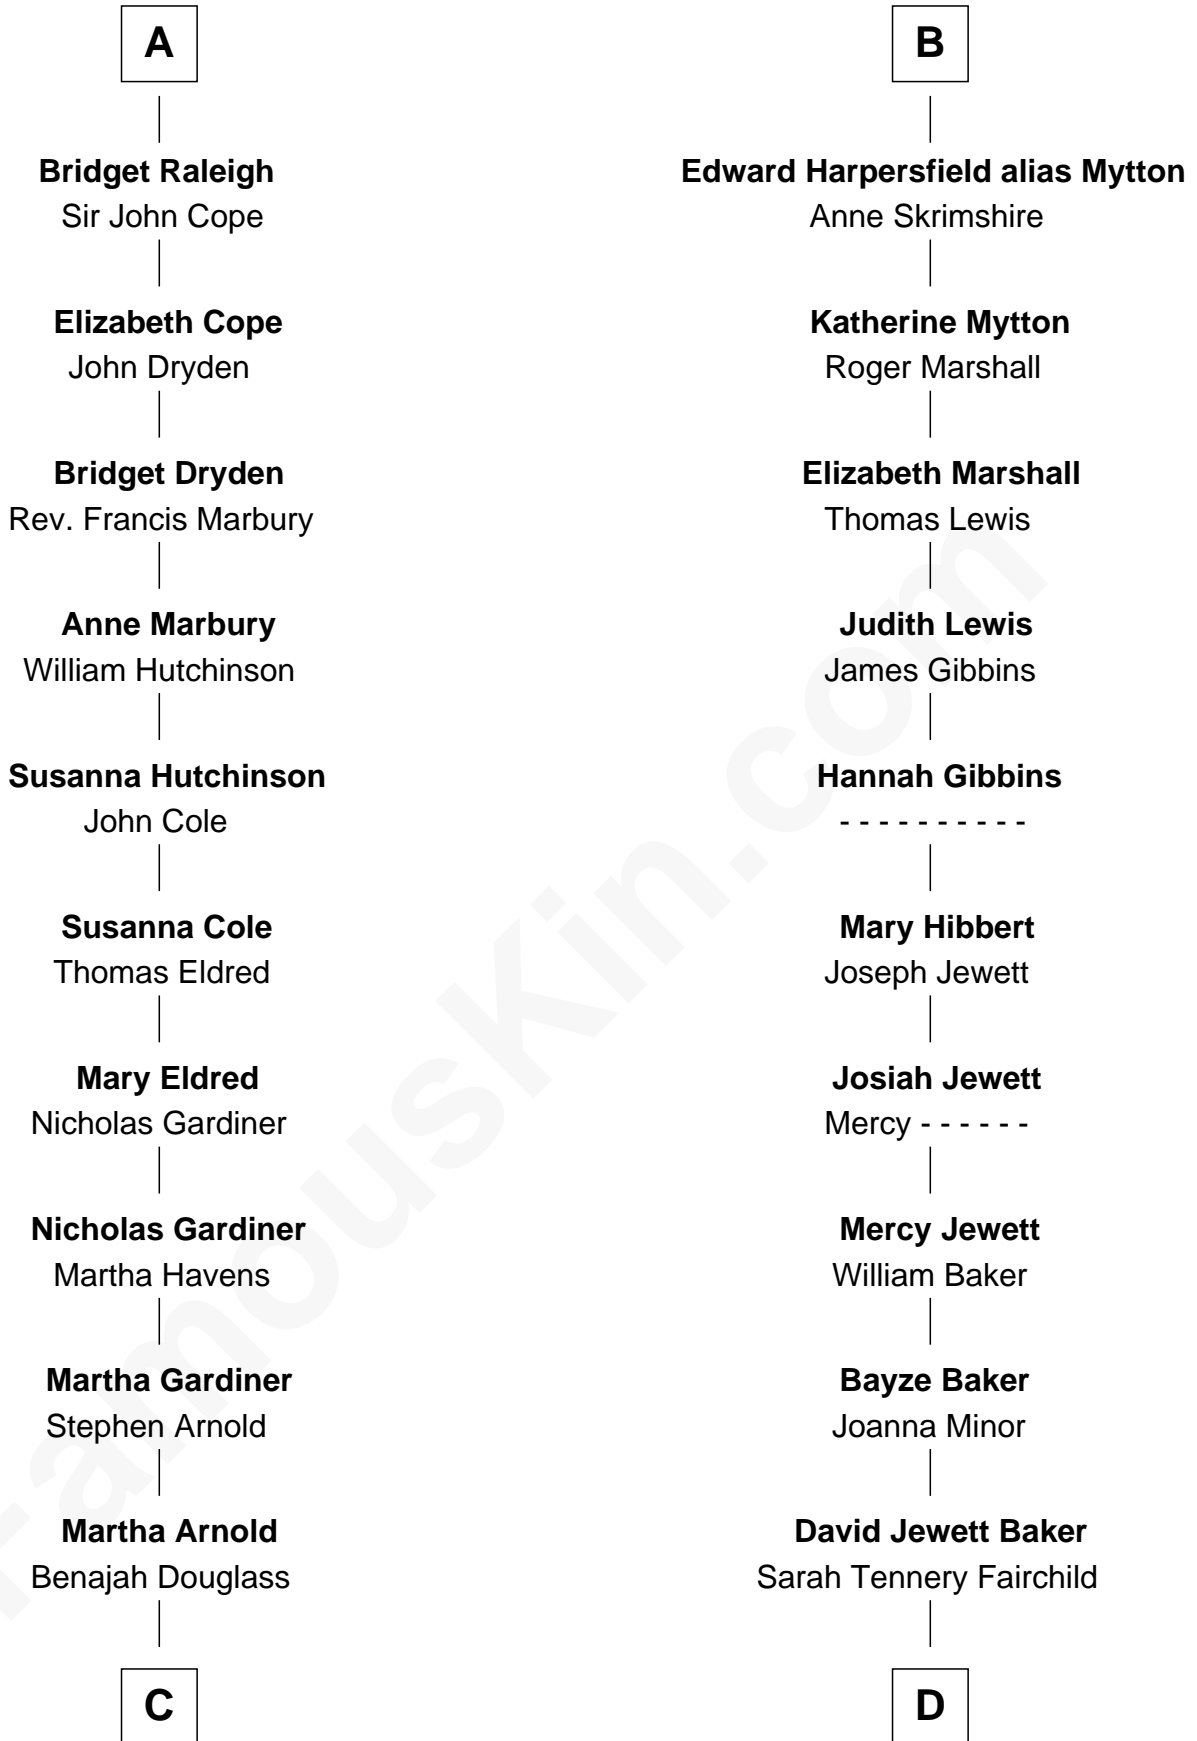 A
Bridget Raleigh
Sir John Cope
Elizabeth Cope
John Dryden
Bridget Dryden
Rev. Francis Marbury
Anne Marbury
William Hutchinson
Susanna Hutchinson
John Cole
Susanna Cole
Thomas Eldred
Mary Eldred
Nicholas Gardiner
Nicholas Gardiner
Martha Havens
Martha Gardiner
Stephen Arnold
Martha Arnold
Benajah Douglass
C
B
Edward Harpersfield alias Mytton
Anne Skrimshire
Katherine Mytton
Roger Marshall
Elizabeth Marshall
Thomas Lewis
Judith Lewis
James Gibbins
Hannah Gibbins
- - - - - - - - - -
Mary Hibbert
Joseph Jewett
Josiah Jewett
Mercy - - - - - -
Mercy Jewett
William Baker
Bayze Baker
Joanna Minor
David Jewett Baker
Sarah Tennery Fairchild
D
FamousKin.com